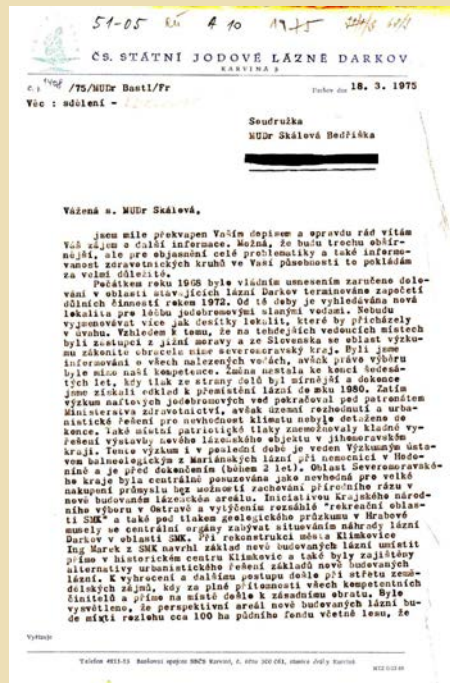 51-05 A 10
ČS. STÁTNÍ JODOVÉ LÁZNĚ DARKOV
KARVINÁ 3
č. j. /75/MUDr Bastl/Fr
Darkov dne 18. 3. 1975
Věc : sdělení -
Soudružka
MUDr Skálová Bedřiška
Vážená s. MUDr Skálová,
jsem mile překvapen Vaším dopisem a opravdu rád vítám
Váš zájem o další informace. Možná, že budu trochu obšír-
nější, ale pro objasnění celé problematiky a také informo-
vanost zdravotnických kruhů ve Vaší působnosti to pokládám
za velmi důležité.
Počátkem roku 1968 bylo vládním usnesením zaručeno dolo-
vání v oblasti stávajících lázní Darkov termínováno započetí
důlních činností rokem 1972. Od té doby je vyhledávána nová
lokalita pro léčbu jodobromovými slanými vodami. Nebudu
vyjmenovávat více jak desítky lokalit, které by přicházely
v úvahu. Vzhledem k tomu, že na tehdejších vedoucích místech
byli zástupci z jižní moravy a ze Slovenska se oblast výzku-
mu zákonitě obracela mimo severomoravský kraj. Byli jsme
informováni o všech nalezených vodách, avšak právo výběru
bylo mimo naši kompetence. Změna nastala ke konci šedesá-
tých let, kdy tlak ze strany dolů byl mírnější a dokonce
jsme získali odklad k přemístění lázní do roku 1980. Zatím
výzkum naftových jodobromových vod pokračoval pod patronátem
Ministerstva zdravotnictví, avšak územní rozhodnutí a urba-
nistické řešení pro nevhodnost klimatu nebylo dotaženo do
konce. Také místní patriotické tlaky znemožňovaly kladné vy-
řešení výstavby nového lázeňského objektu v jihomoravském
kraji. Tento výzkum i v poslední době je veden Výzkumným ústa-
vem balneologickým z Mariánských lázní při nemocnici v Hodo-
níně a je před dokončením (během 2 let). Oblast Severomoravské-
ho kraje byla centrálně posuzována jako nevhodná pro velké
nakupení průmyslu bez možností zachování přírodního rázu v
nově budovaném lázeňském areálu. Iniciativou Krajského národ-
ního výboru v Ostravě a vytýčením rozsáhlé "rekreační oblas-
ti SMK" a také pod tlakem geologického průzkumu v Hrabové
musely se centrální orgány zabývat situováním náhrady lázní
Darkov v oblasti SMK. Při rekonstrukci města Klimkovice
Ing Marek z SMK navrhl základ nově budovaných lázní umístit
přímo v historickém centru Klimkovic a také byly zajištěny
alternativy urbanistického řešení základů nově budovaných
lázní. K vyhrocení a dalšímu postupu došlo při střetu země-
dělských zájmů, kdy za plné přítomnosti všech kompetentních
činitelů a přímo na místě došlo k zásadnímu obratu. Bylo
vysvětleno, že perspektivní areál nově budovaných lázní bu-
de míti rozlohu cca 100 ha půdního fondu včetně lesu, že
Vyřizuje